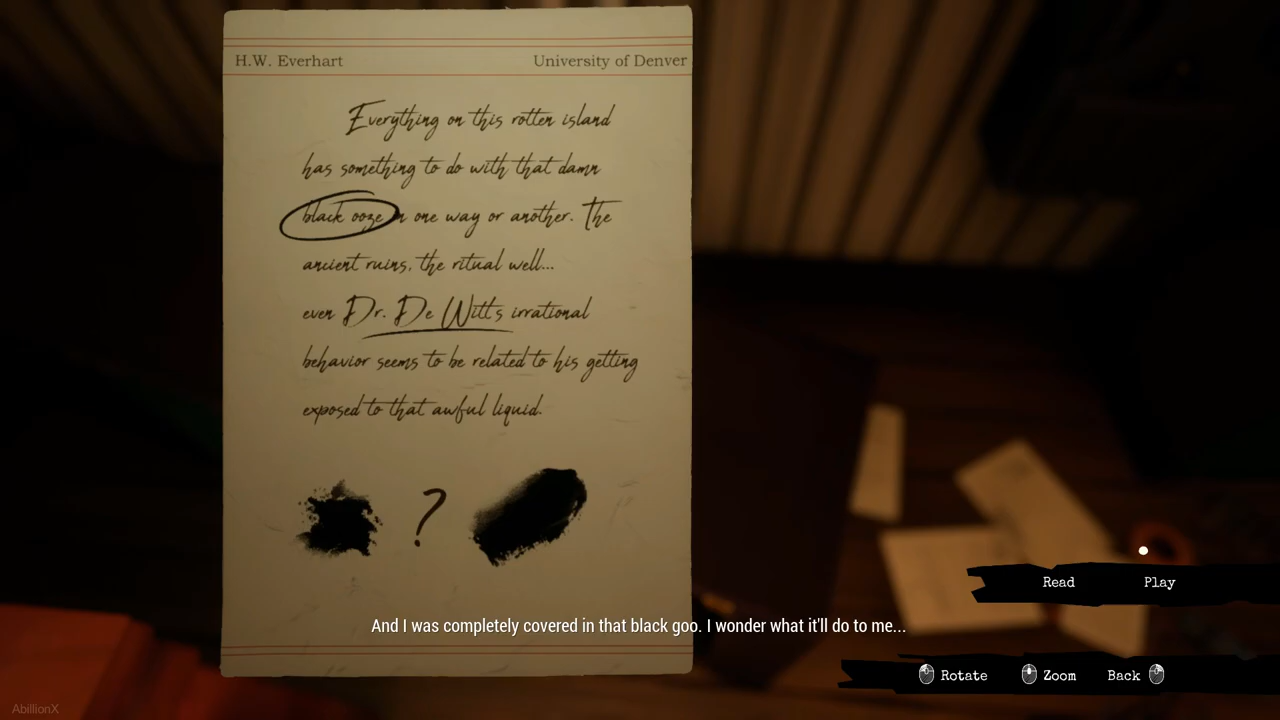 H.W. Everhart
University of Denver
Everything on this rotten island
has something to do with that damn
black ooze in one way or another. The
ancient ruins, the ritual well...
even Dr. De Witt's irrational
behavior seems to be related to his getting
exposed to that awful liquid.
?
And I was completely covered in that black goo. I wonder what it'll do to me...
Read Play
Rotate Zoom Back
AbillionX